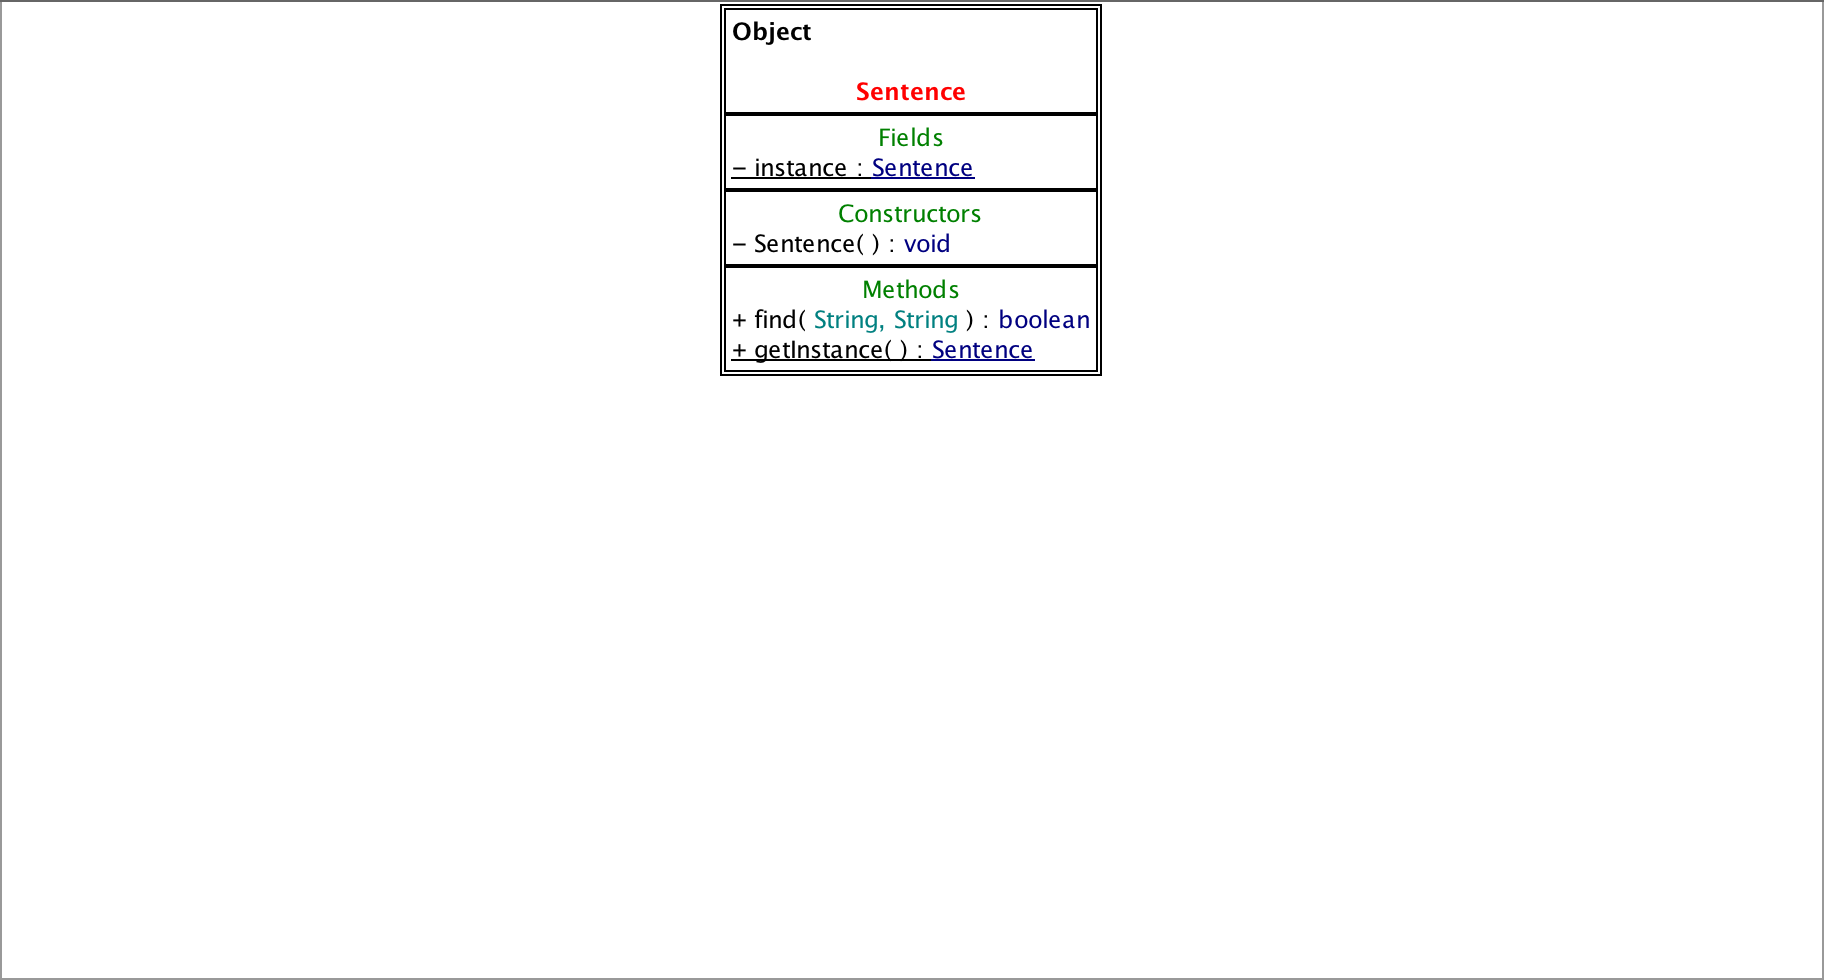 Object
Sentence
Fields
– instance : Sentence
Constructors
– Sentence( ) : void
Methods
+ find( String, String ) : boolean
+ getInstance( ) : Sentence